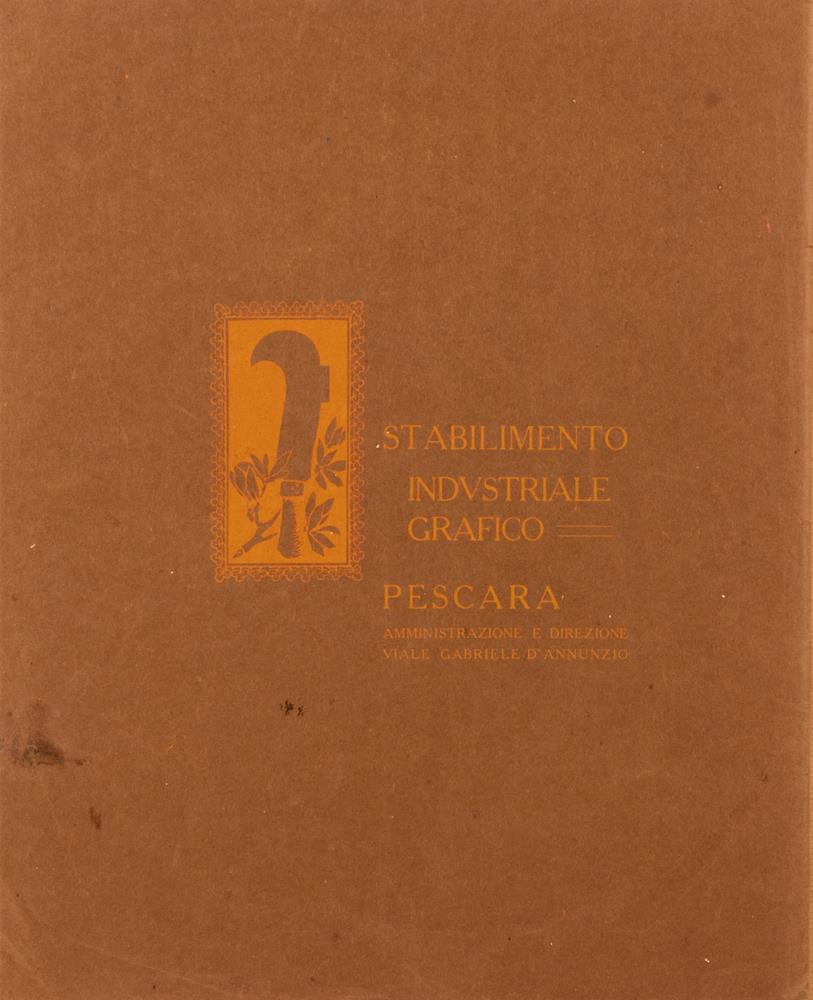 STABILIMENTO
INDVSTRIALE
GRAFICO
PESCARA
AMMINISTRAZIONE E DIREZIONE
VIALE GABRIELE D'ANNUNZIO